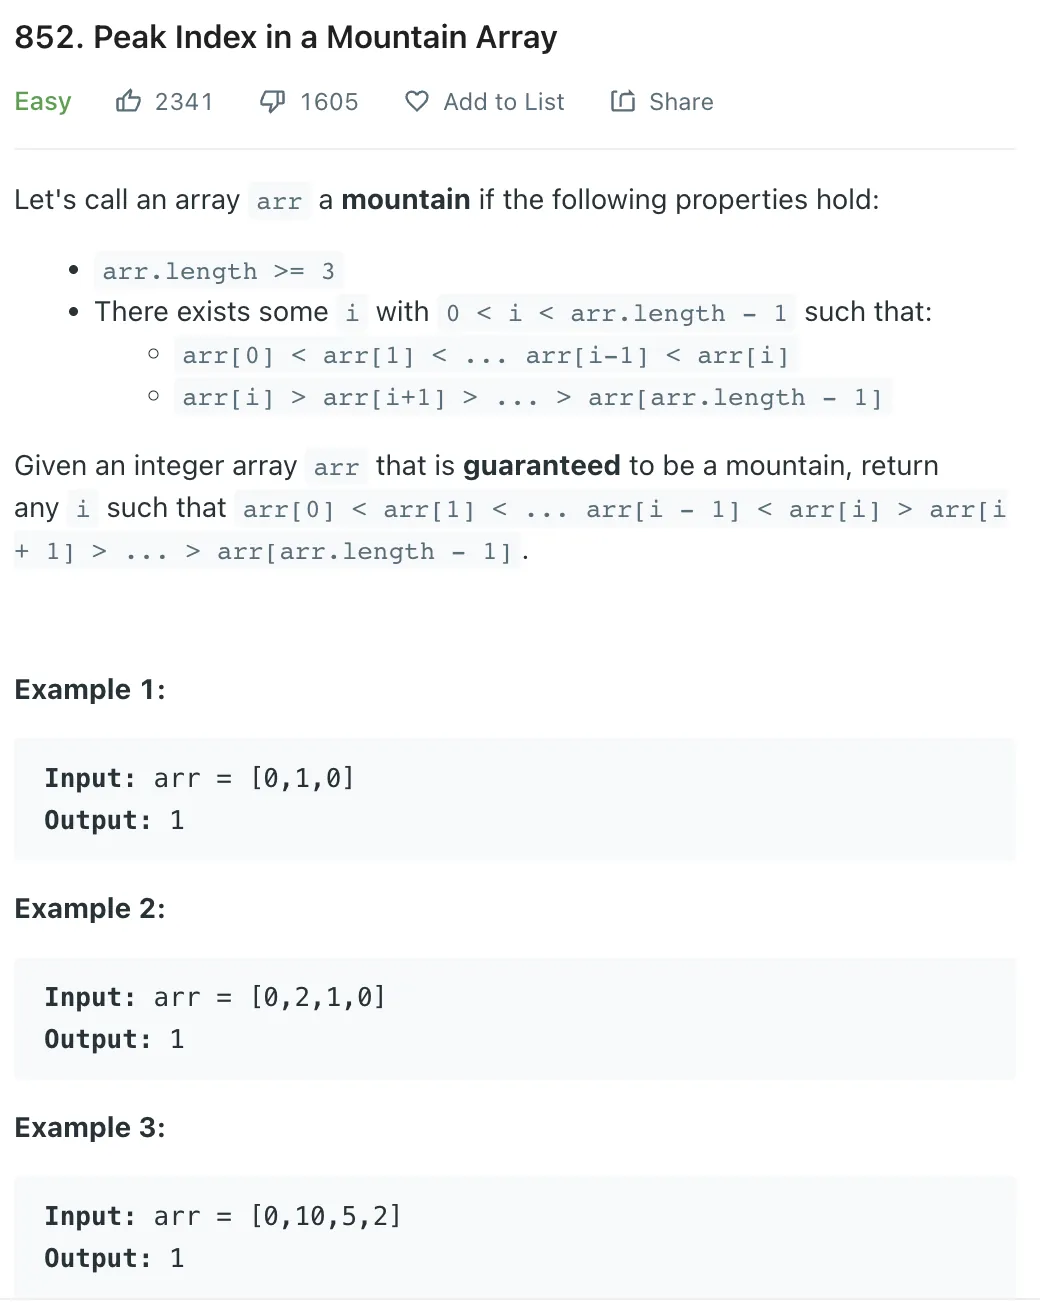 852. Peak Index in a Mountain Array
Easy 2341 1605 Add to List Share
Let's call an array arr a mountain if the following properties hold:
• arr.length >= 3
• There exists some i with 0 < i < arr.length - 1 such that:
◦ arr[0] < arr[1] < ... arr[i-1] < arr[i]
◦ arr[i] > arr[i+1] > ... > arr[arr.length - 1]
Given an integer array arr that is guaranteed to be a mountain, return
any i such that arr[0] < arr[1] < ... arr[i - 1] < arr[i] > arr[i
+ 1] > ... > arr[arr.length - 1].
Example 1:
Input: arr = [0,1,0]
Output: 1
Example 2:
Input: arr = [0,2,1,0]
Output: 1
Example 3:
Input: arr = [0,10,5,2]
Output: 1